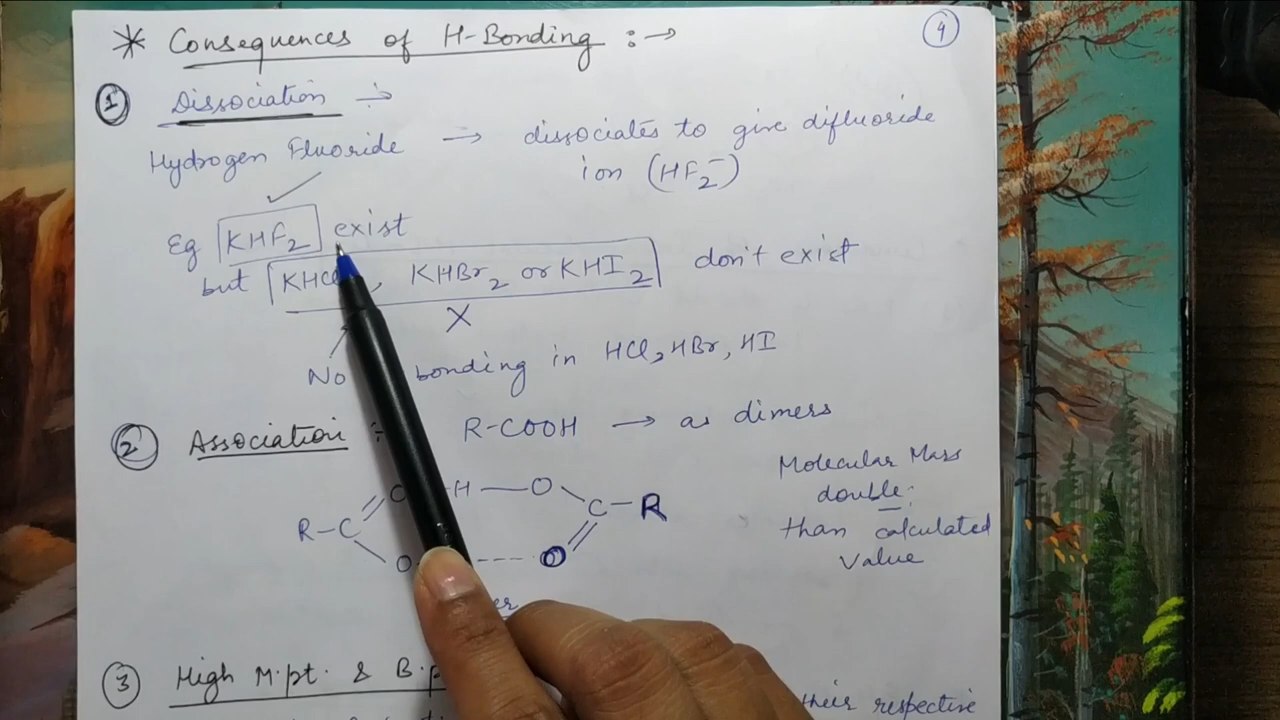 * Consequences of H-Bonding :→
4
1 Dissociation →
Hydrogen Fluoride → dissociates to give difluoride
ion (HF2⁻)
Eg KHF2 exist
but , KHBr2 or KHI2 don't exist
X
No bonding in HCl, HBr, HI
2 Association :- R-COOH → as dimers
Molecular Mass
double
than calculated
value
R-C O H — O C-R
O --- O
3 High M.pt. & B.p
their respective